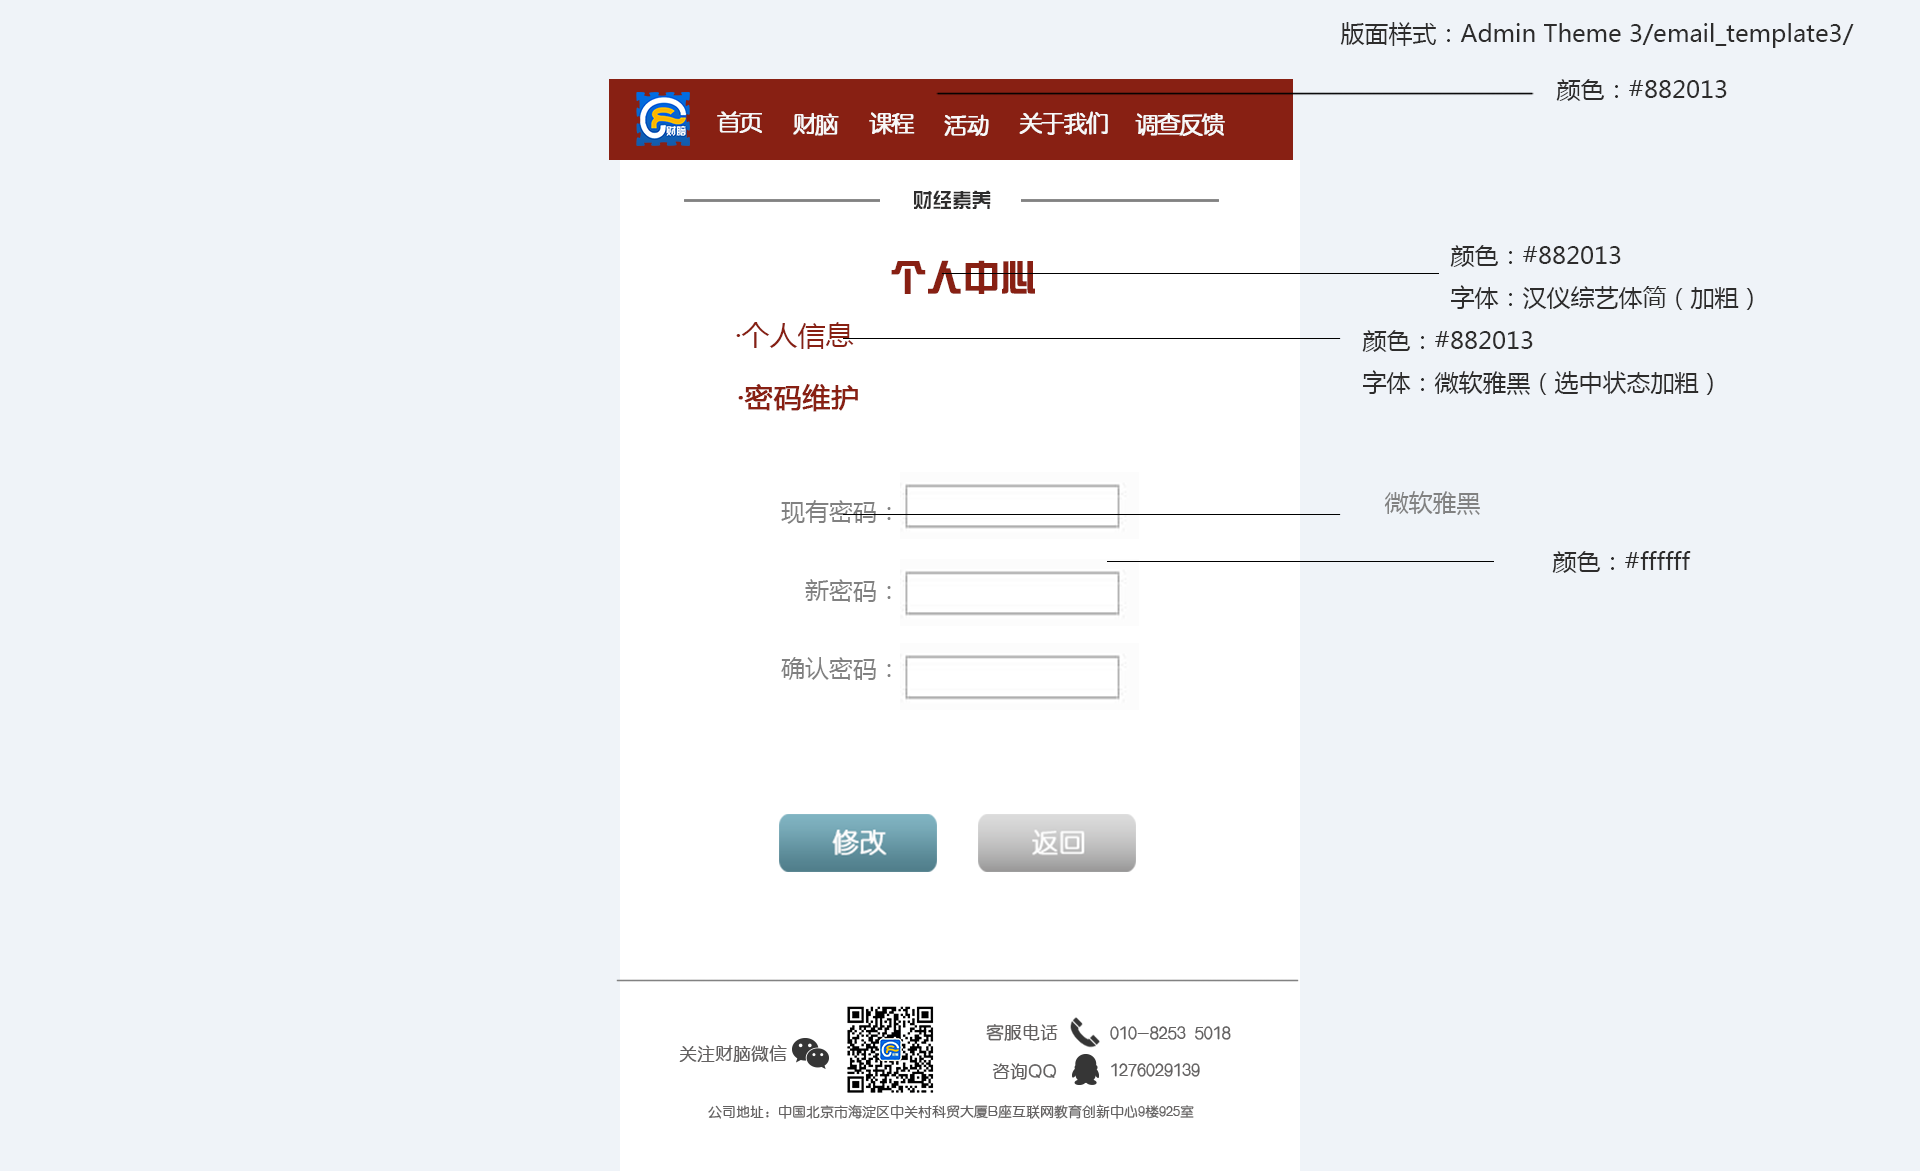 版面样式：Admin Theme 3/email_template3/
颜色：#882013
财脑
首页 财脑 课程 活动 关于我们 调查反馈
财经素养
个人中心
颜色：#882013
字体：汉仪综艺体简（加粗）
·个人信息
颜色：#882013
字体：微软雅黑（选中状态加粗）
·密码维护
现有密码：
微软雅黑
颜色：#ffffff
新密码：
确认密码：
修改 返回
关注财脑微信
客服电话 010-8253 5018
咨询QQ 1276029139
公司地址：中国北京市海淀区中关村科贸大厦B座互联网教育创新中心9楼925室